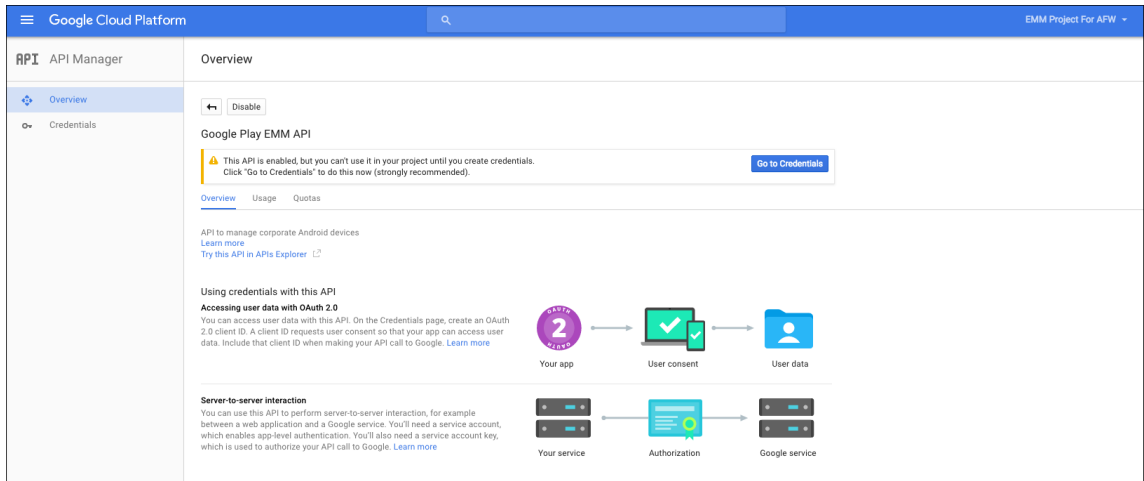 Google Cloud Platform
EMM Project For AFW
API API Manager
Overview
Overview
Credentials
Disable
Google Play EMM API
This API is enabled, but you can't use it in your project until you create credentials.
Click "Go to Credentials" to do this now (strongly recommended).
Go to Credentials
Overview Usage Quotas
API to manage corporate Android devices
Learn more
Try this API in APIs Explorer
Using credentials with this API
Accessing user data with OAuth 2.0
You can access user data with this API. On the Credentials page, create an OAuth
2.0 client ID. A client ID requests user consent so that your app can access user
data. Include that client ID when making your API call to Google. Learn more
OAUTH
2
OAUTH
Your app
User consent
User data
Server-to-server interaction
You can use this API to perform server-to-server interaction, for example
between a web application and a Google service. You'll need a service account,
which enables app-level authentication. You'll also need a service account key,
which is used to authorize your API call to Google. Learn more
Your service
Authorization
Google service